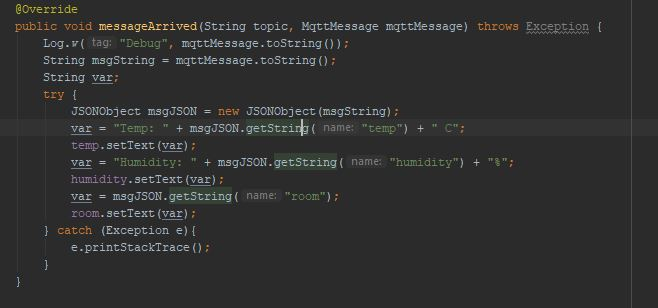 @Override
public void messageArrived(String topic, MqttMessage mqttMessage) throws Exception {
    Log.w( tag: "Debug", mqttMessage.toString());
    String msgString = mqttMessage.toString();
    String var;
    try {
        JSONObject msgJSON = new JSONObject(msgString);
        var = "Temp: " + msgJSON.getString( name: "temp") + " C";
        temp.setText(var);
        var = "Humidity: " + msgJSON.getString( name: "humidity") + "%";
        humidity.setText(var);
        var = msgJSON.getString( name: "room");
        room.setText(var);
    } catch (Exception e){
        e.printStackTrace();
    }
}